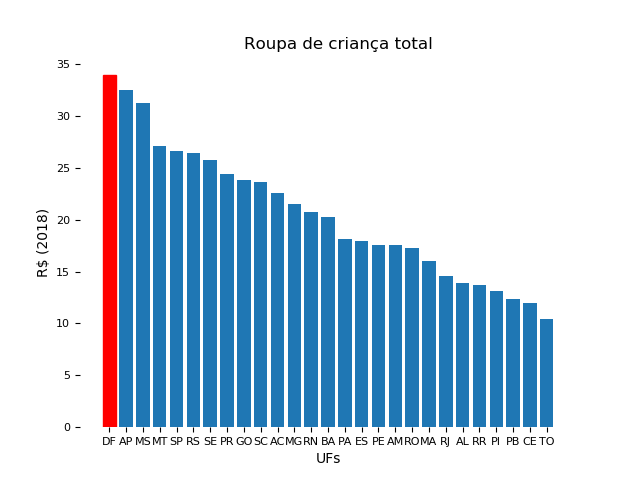 Roupa de criança total
35
30
25
20
15
10
5
0
R$ (2018)
DF AP MS MT SP RS SE PR GO SC AC MG RN BA PA ES PE AM RO MA RJ AL RR PI PB CE TO
UFs